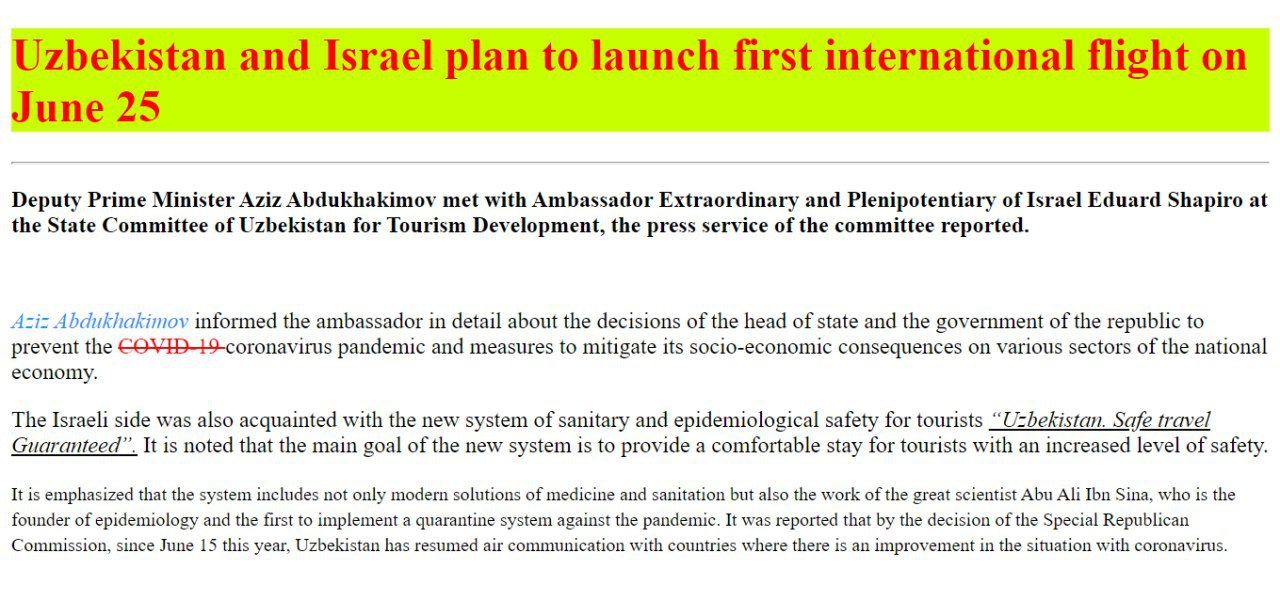 Uzbekistan and Israel plan to launch first international flight on
June 25
Deputy Prime Minister Aziz Abdukhakimov met with Ambassador Extraordinary and Plenipotentiary of Israel Eduard Shapiro at
the State Committee of Uzbekistan for Tourism Development, the press service of the committee reported.
Aziz Abdukhakimov informed the ambassador in detail about the decisions of the head of state and the government of the republic to
prevent the COVID-19 coronavirus pandemic and measures to mitigate its socio-economic consequences on various sectors of the national
economy.
The Israeli side was also acquainted with the new system of sanitary and epidemiological safety for tourists “Uzbekistan. Safe travel
Guaranteed”. It is noted that the main goal of the new system is to provide a comfortable stay for tourists with an increased level of safety.
It is emphasized that the system includes not only modern solutions of medicine and sanitation but also the work of the great scientist Abu Ali Ibn Sina, who is the
founder of epidemiology and the first to implement a quarantine system against the pandemic. It was reported that by the decision of the Special Republican
Commission, since June 15 this year, Uzbekistan has resumed air communication with countries where there is an improvement in the situation with coronavirus.